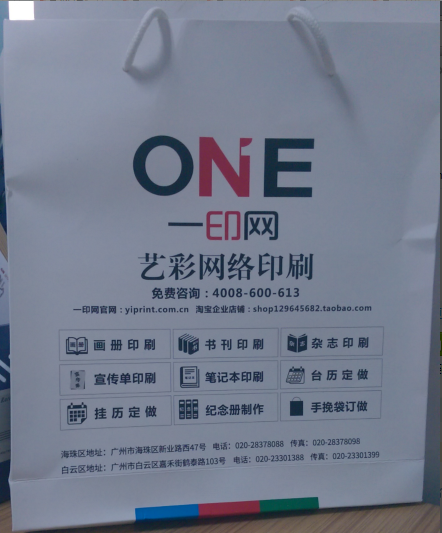 ONE
一印网
艺彩网络印刷
免费咨询：4008-600-613
一印网官网：yiprint.com.cn 淘宝企业店铺：shop129645682.taobao.com
画册印刷 书刊印刷 杂志印刷
宣传单印刷 笔记本印刷 台历定做
挂历定做 纪念册制作 手挽袋订做
海珠区地址：广州市海珠区新业路西47号 电话：020-28378088 传真：020-28378098
白云区地址：广州市白云区嘉禾街鹤泰路103号 电话：020-23301388 传真：020-23301399